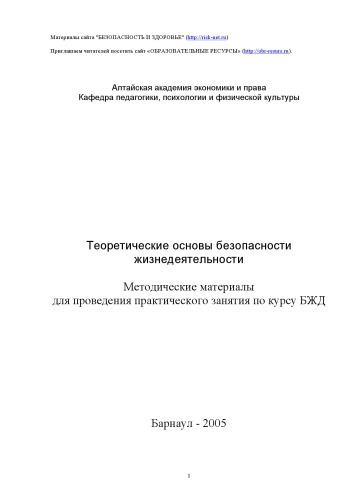 Материалы сайта "БЕЗОПАСНОСТЬ И ЗДОРОВЬЕ" (http://risk-net.ru)
Приглашаем читателей посетить сайт «ОБРАЗОВАТЕЛЬНЫЕ РЕСУРСЫ» (http://obr-resurs.ru).
Алтайская академия экономики и права
Кафедра педагогики, психологии и физической культуры
Теоретические основы безопасности
жизнедеятельности
Методические материалы
для проведения практического занятия по курсу БЖД
Барнаул - 2005
1